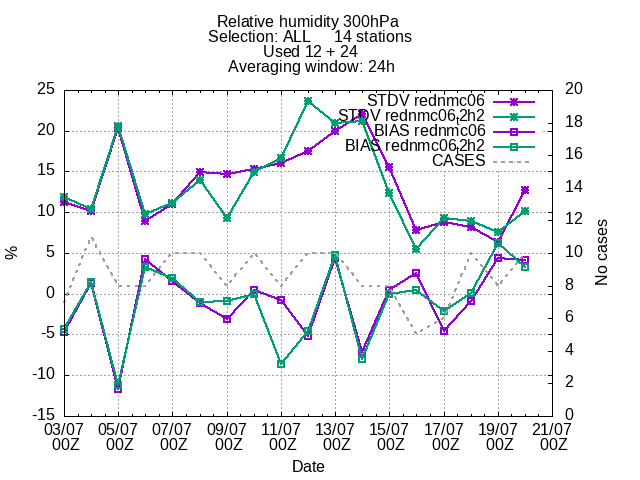 Relative humidity 300hPa
Selection: ALL 14 stations
Used 12 + 24
Averaging window: 24h
STDV rednmc06
STDV rednmc06,t2h2
BIAS rednmc06
BIAS rednmc06,t2h2
CASES
25
20
15
10
5
0
-5
-10
-15
%
20
18
16
14
12
10
8
6
4
2
0
No cases
03/07 05/07 07/07 09/07 11/07 13/07 15/07 17/07 19/07 21/07
00Z 00Z 00Z 00Z 00Z 00Z 00Z 00Z 00Z 00Z
Date